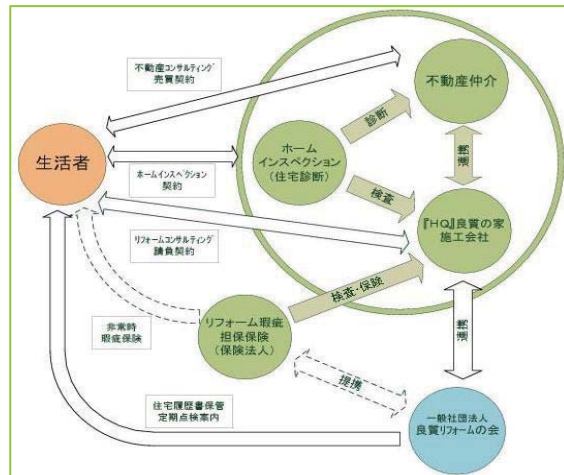 不動産コンサルティング
売買契約
不動産仲介
診断
生活者
ホーム
インスペクション
(住宅診断)
連携
ホームインスペクション
契約
検査
『HQ』良質の家
施工会社
リフォームコンサルティング
請負契約
検査・保険
非常時
瑕疵保険
リフォーム瑕疵
担保保険
(保険法人)
連携
提携
住宅履歴書保管
定期点検案内
一般社団法人
良質リフォームの会